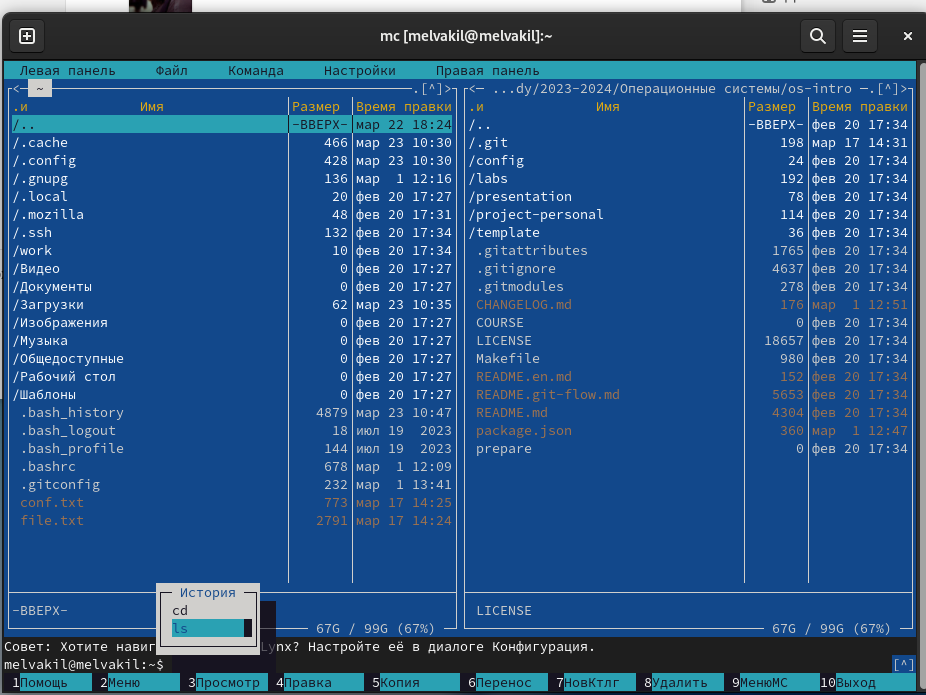 mc [melvakil@melvakil]:~
Левая панель Файл Команда Настройки Правая панель
<─ ~ .[^]> <─ ...dy/2023-2024/Операционные системы/os-intro ─.[^]>
.и Имя Размер Время правки .и Имя Размер Время правки
/.. -ВВЕРХ- мар 22 18:24 /.. -ВВЕРХ- фев 20 17:34
/.cache 466 мар 23 10:30 /.git 198 мар 17 14:31
/.config 428 мар 23 10:30 /config 24 фев 20 17:34
/.gnupg 136 мар 1 12:16 /labs 192 фев 20 17:34
/.local 20 фев 20 17:27 /presentation 78 фев 20 17:34
/.mozilla 48 фев 20 17:31 /project-personal 114 фев 20 17:34
/.ssh 132 фев 20 17:34 /template 36 фев 20 17:34
/work 10 фев 20 17:34 .gitattributes 1765 фев 20 17:34
/Видео 0 фев 20 17:27 .gitignore 4637 фев 20 17:34
/Документы 0 фев 20 17:27 .gitmodules 278 фев 20 17:34
/Загрузки 62 мар 23 10:35 CHANGELOG.md 176 мар 1 12:51
/Изображения 0 фев 20 17:27 COURSE 0 фев 20 17:34
/Музыка 0 фев 20 17:27 LICENSE 18657 фев 20 17:34
/Общедоступные 0 фев 20 17:27 Makefile 980 фев 20 17:34
/Рабочий стол 0 фев 20 17:27 README.en.md 152 фев 20 17:34
/Шаблоны 0 фев 20 17:27 README.git-flow.md 5653 фев 20 17:34
.bash_history 4879 мар 23 10:47 README.md 4304 фев 20 17:34
.bash_logout 18 июл 19 2023 package.json 360 мар 1 12:47
.bash_profile 144 июл 19 2023 prepare 0 фев 20 17:34
.bashrc 678 мар 1 12:09
.gitconfig 232 мар 1 13:41
conf.txt 773 мар 17 14:25
file.txt 2791 мар 17 14:24
История
-ВВЕРХ- cd LICENSE
ls 67G / 99G (67%) 67G / 99G (67%)
Совет: Хотите навиг Lynx? Настройте её в диалоге Конфигурация.
melvakil@melvakil:~$ [^]
1Помощь 2Меню 3Просмотр 4Правка 5Копия 6Перенос 7НовКтлг 8Удалить 9МенюMC 10Выход